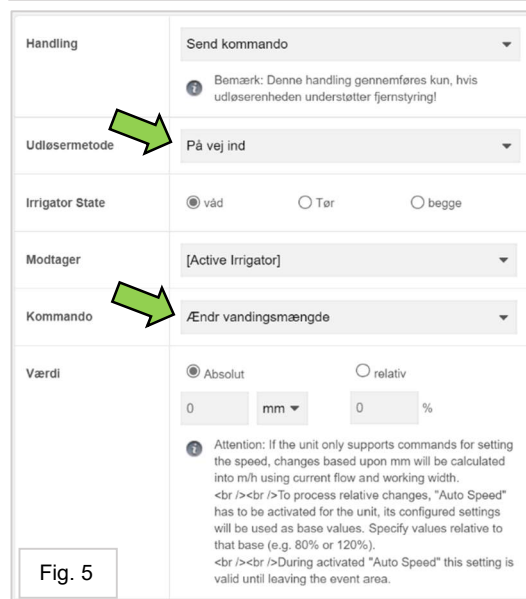 Handling
Send kommando
Bemærk: Denne handling gennemføres kun, hvis
udløserenheden understøtter fjernstyring!
Udløsermetode
På vej ind
Irrigator State
våd Tør begge
Modtager
[Active Irrigator]
Kommando
Ændr vandingsmængde
Værdi
Absolut relativ
0 mm 0 %
Attention: If the unit only supports commands for setting
the speed, changes based upon mm will be calculated
into m/h using current flow and working width.
<br /><br />To process relative changes, "Auto Speed"
has to be activated for the unit, its configured settings
will be used as base values. Specify values relative to
that base (e.g. 80% or 120%).
<br /><br />During activated "Auto Speed" this setting is
valid until leaving the event area.
Fig. 5